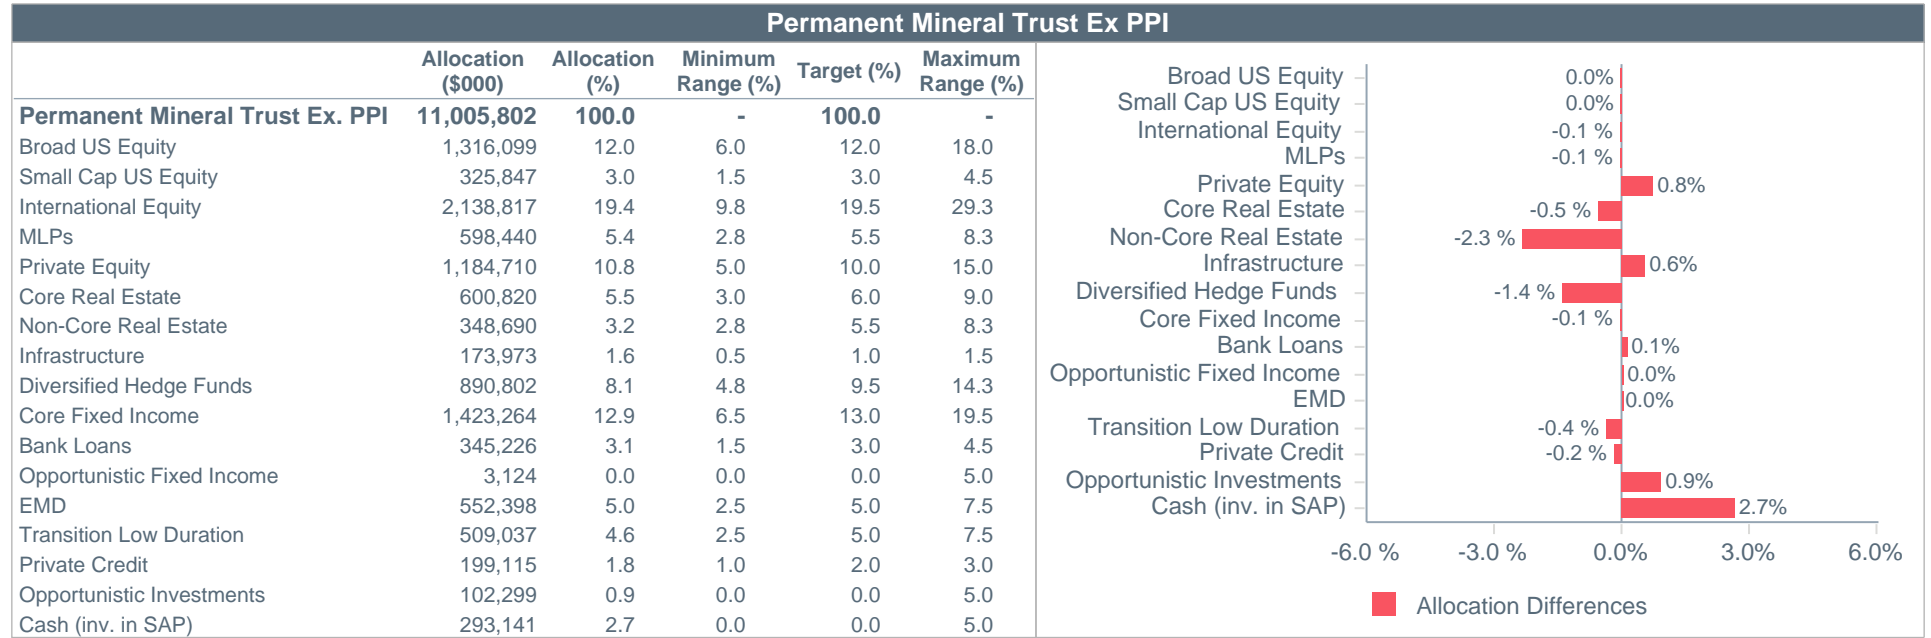 Permanent Mineral Trust Ex PPI
Allocation ($000) Allocation (%) Minimum Range (%) Target (%) Maximum Range (%)
Permanent Mineral Trust Ex. PPI 11,005,802 100.0 - 100.0 -
Broad US Equity 1,316,099 12.0 6.0 12.0 18.0
Small Cap US Equity 325,847 3.0 1.5 3.0 4.5
International Equity 2,138,817 19.4 9.8 19.5 29.3
MLPs 598,440 5.4 2.8 5.5 8.3
Private Equity 1,184,710 10.8 5.0 10.0 15.0
Core Real Estate 600,820 5.5 3.0 6.0 9.0
Non-Core Real Estate 348,690 3.2 2.8 5.5 8.3
Infrastructure 173,973 1.6 0.5 1.0 1.5
Diversified Hedge Funds 890,802 8.1 4.8 9.5 14.3
Core Fixed Income 1,423,264 12.9 6.5 13.0 19.5
Bank Loans 345,226 3.1 1.5 3.0 4.5
Opportunistic Fixed Income 3,124 0.0 0.0 0.0 5.0
EMD 552,398 5.0 2.5 5.0 7.5
Transition Low Duration 509,037 4.6 2.5 5.0 7.5
Private Credit 199,115 1.8 1.0 2.0 3.0
Opportunistic Investments 102,299 0.9 0.0 0.0 5.0
Cash (inv. in SAP) 293,141 2.7 0.0 0.0 5.0
Broad US Equity 0.0%
Small Cap US Equity 0.0%
International Equity -0.1 %
MLPs -0.1 %
Private Equity 0.8%
Core Real Estate -0.5 %
Non-Core Real Estate -2.3 %
Infrastructure 0.6%
Diversified Hedge Funds -1.4 %
Core Fixed Income -0.1 %
Bank Loans 0.1%
Opportunistic Fixed Income 0.0%
EMD 0.0%
Transition Low Duration -0.4 %
Private Credit -0.2 %
Opportunistic Investments 0.9%
Cash (inv. in SAP) 2.7%
-6.0 % -3.0 % 0.0% 3.0% 6.0%
Allocation Differences